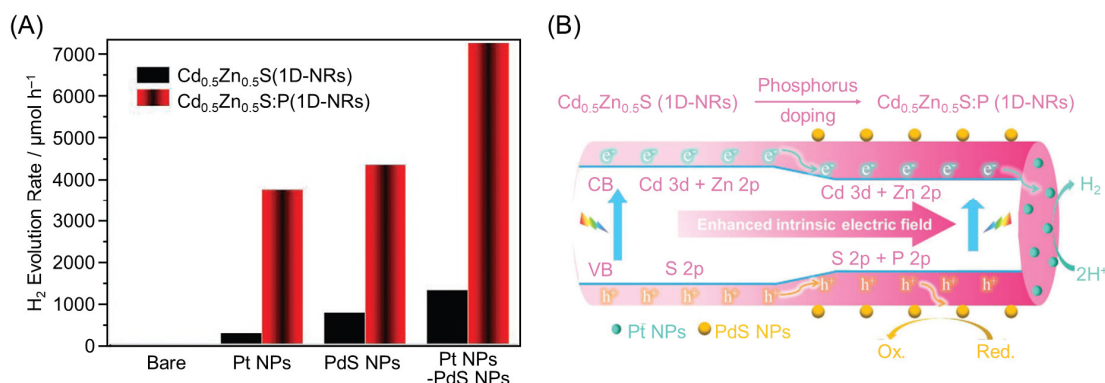 (A)
H₂ Evolution Rate / μmol h⁻¹
7000
6000
5000
4000
3000
2000
1000
0
Cd₀.₅Zn₀.₅S(1D-NRs)
Cd₀.₅Zn₀.₅S:P(1D-NRs)
Bare
Pt NPs
PdS NPs
Pt NPs
-PdS NPs
(B)
Cd₀.₅Zn₀.₅S (1D-NRs)
Phosphorus
doping
Cd₀.₅Zn₀.₅S:P (1D-NRs)
e⁻ e⁻ e⁻ e⁻ e⁻ e⁻ e⁻ e⁻ e⁻ e⁻
CB
Cd 3d + Zn 2p
Cd 3d + Zn 2p
H₂
Enhanced intrinsic electric field
VB
S 2p
S 2p + P 2p
2H⁺
h⁺ h⁺ h⁺ h⁺ h⁺ h⁺ h⁺ h⁺ h⁺ h⁺
Pt NPs
PdS NPs
Ox.
Red.